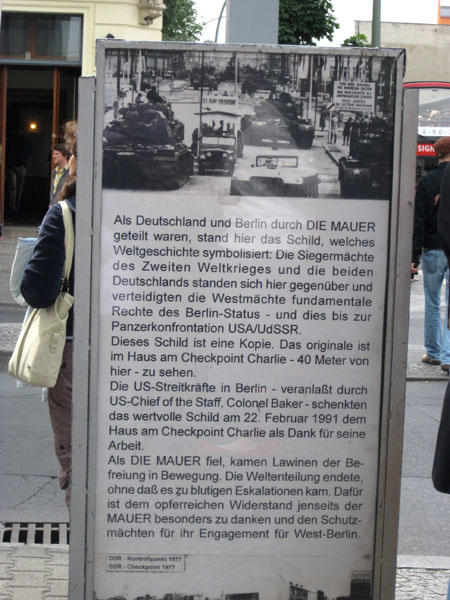 Als Deutschland und Berlin durch DIE MAUER
geteilt waren, stand hier das Schild, welches
Weltgeschichte symbolisiert: Die Siegermächte
des Zweiten Weltkrieges und die beiden
Deutschlands standen sich hier gegenüber und
verteidigten die Westmächte fundamentale
Rechte des Berlin-Status - und dies bis zur
Panzerkonfrontation USA/UdSSR.
Dieses Schild ist eine Kopie. Das originale ist
im Haus am Checkpoint Charlie - 40 Meter von
hier - zu sehen.
Die US-Streitkräfte in Berlin - veranlaßt durch
US-Chief of the Staff, Colonel Baker - schenkten
das wertvolle Schild am 22. Februar 1991 dem
Haus am Checkpoint Charlie als Dank für seine
Arbeit.
Als DIE MAUER fiel, kamen Lawinen der Be-
freiung in Bewegung. Die Weltenteilung endete,
ohne daß es zu blutigen Eskalationen kam. Dafür
ist dem opferreichen Widerstand jenseits der
MAUER besonders zu danken und den Schutz-
mächten für ihr Engagement für West-Berlin.
DDR - Kontrollpunkt 1977
GDR - Checkpoint 1977